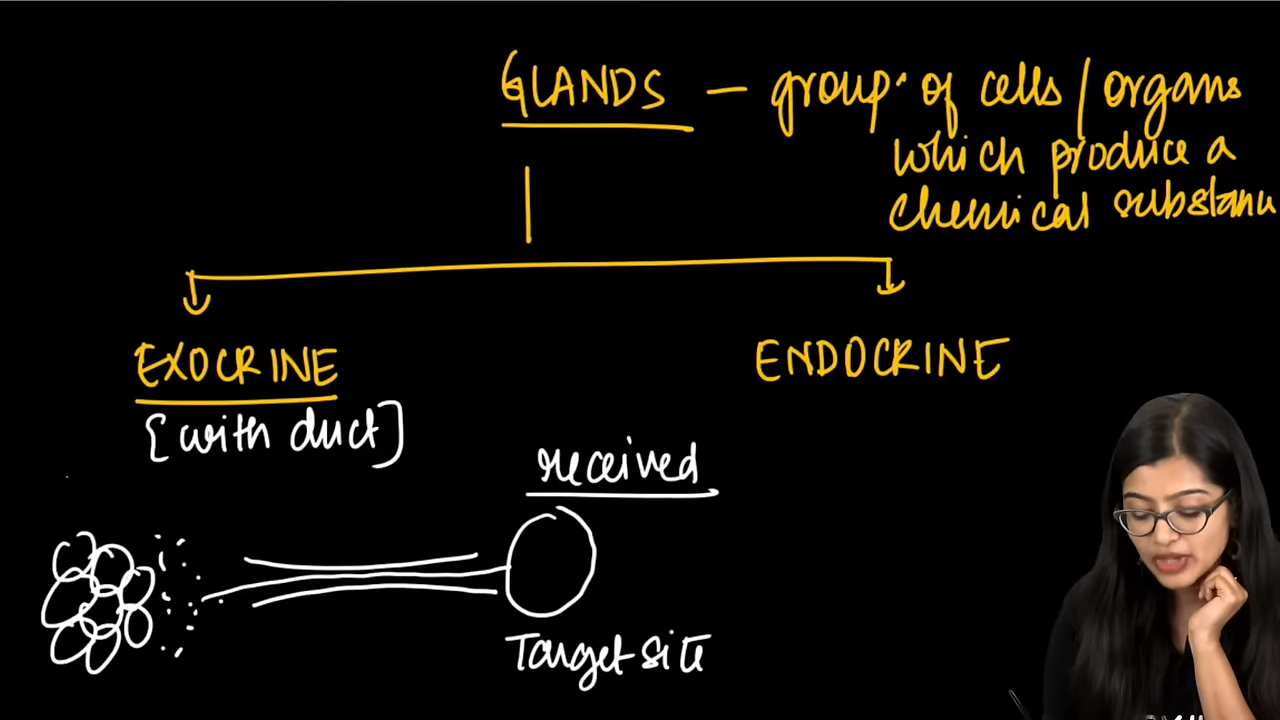 GLANDS — group of cells / organs
which produce a
chemical substance
EXOCRINE
ENDOCRINE
[with duct]
received
Target site